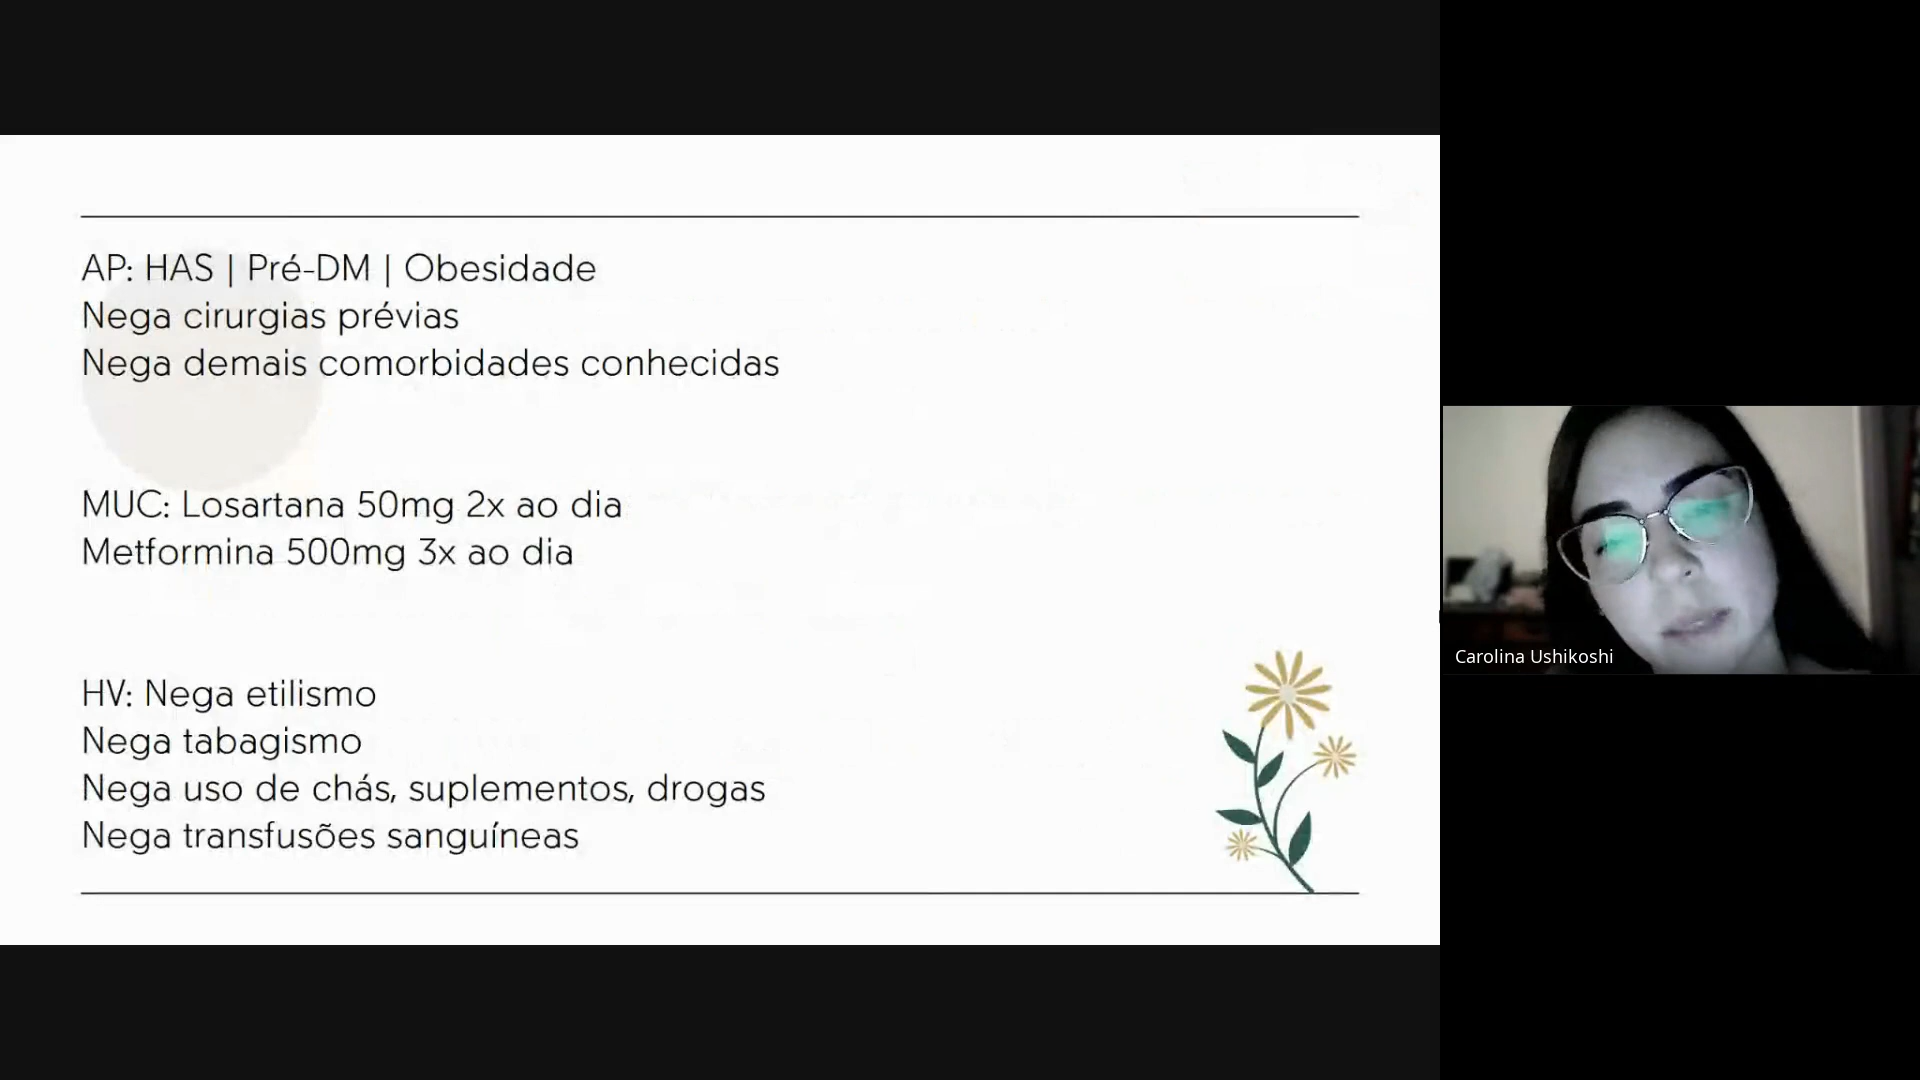 AP: HAS | Pré-DM | Obesidade
Nega cirurgias prévias
Nega demais comorbidades conhecidas
MUC: Losartana 50mg 2x ao dia
Metformina 500mg 3x ao dia
HV: Nega etilismo
Nega tabagismo
Nega uso de chás, suplementos, drogas
Nega transfusões sanguíneas
Carolina Ushikoshi